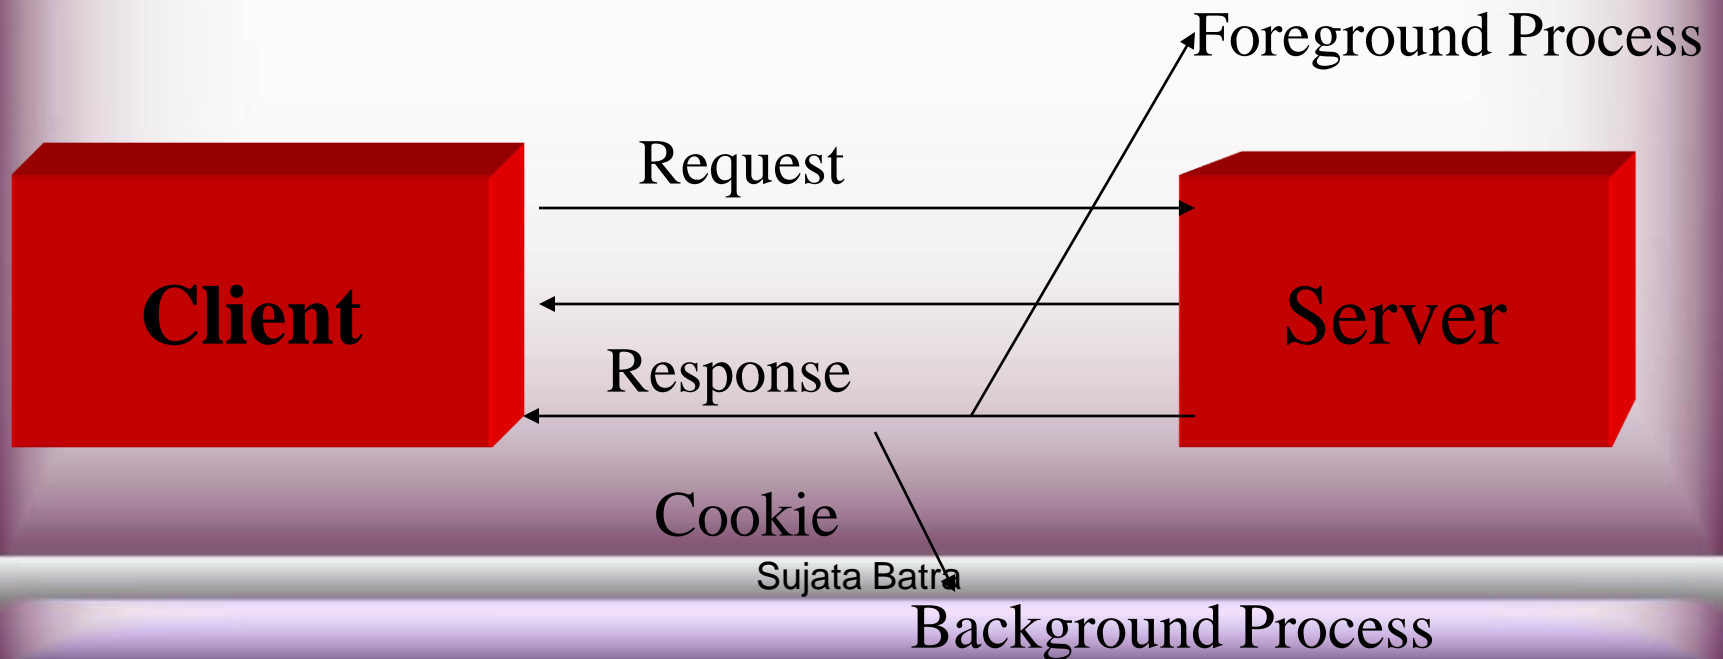 Foreground Process
Request
Client
Server
Response
Cookie
Sujata Batra
Background Process